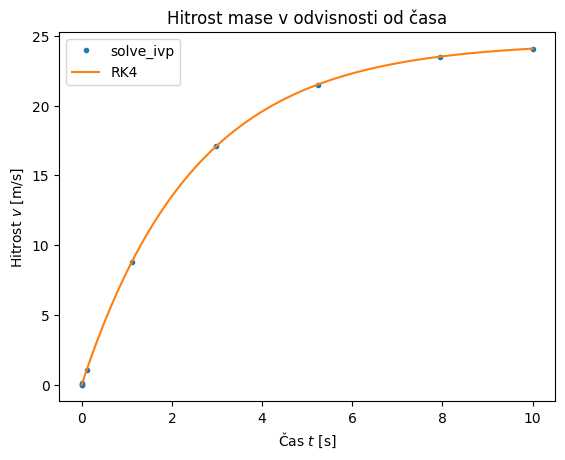 Hitrost mase v odvisnosti od časa
solve_ivp
RK4
Hitrost v [m/s]
25
20
15
10
5
0
0 2 4 6 8 10
Čas t [s]